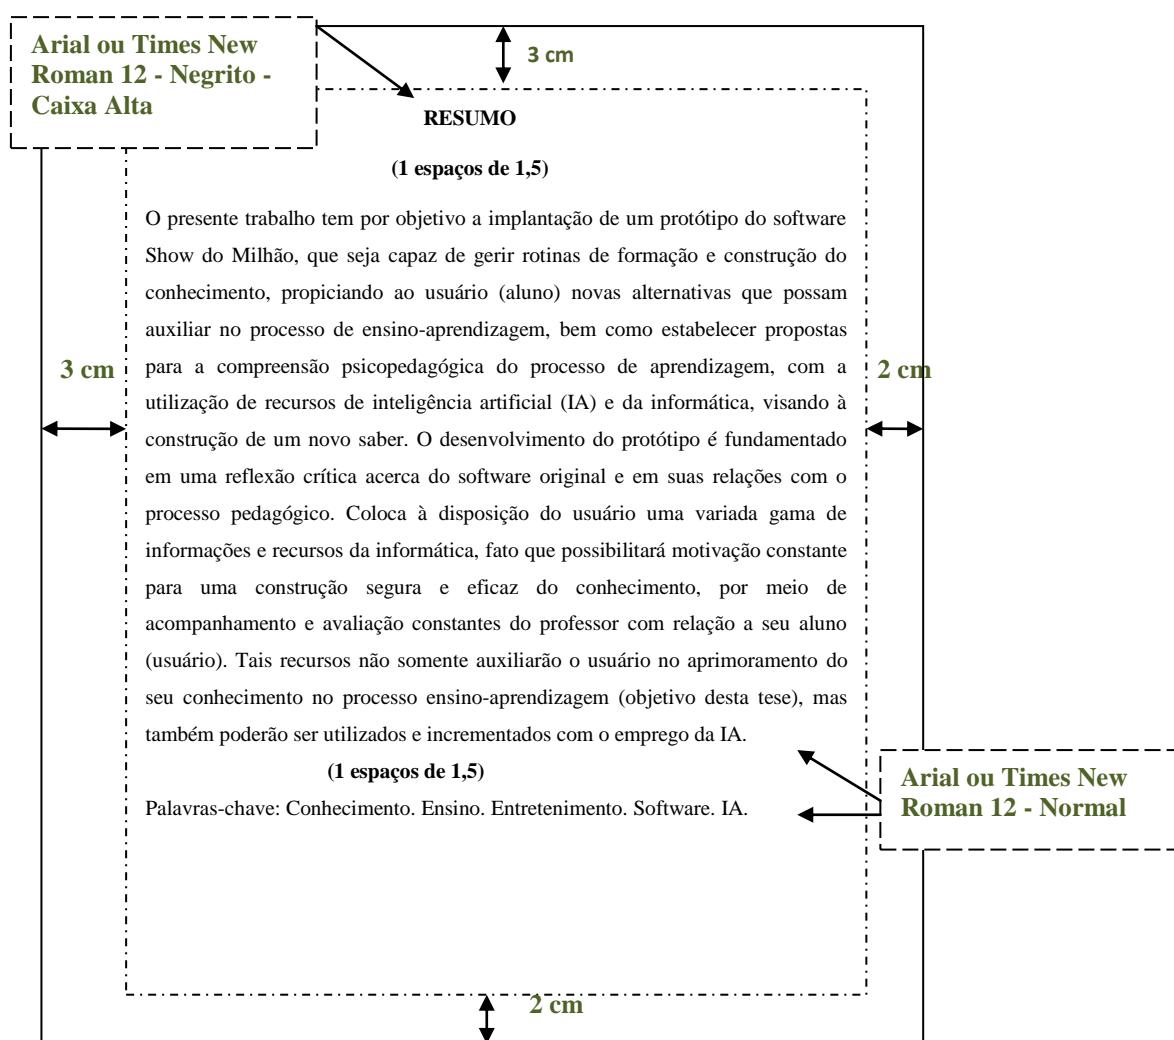 Arial ou Times New
Roman 12 - Negrito -
Caixa Alta
3 cm
RESUMO
(1 espaços de 1,5)
O presente trabalho tem por objetivo a implantação de um protótipo do software
Show do Milhão, que seja capaz de gerir rotinas de formação e construção do
conhecimento, propiciando ao usuário (aluno) novas alternativas que possam
auxiliar no processo de ensino-aprendizagem, bem como estabelecer propostas
para a compreensão psicopedagógica do processo de aprendizagem, com a
utilização de recursos de inteligência artificial (IA) e da informática, visando à
construção de um novo saber. O desenvolvimento do protótipo é fundamentado
em uma reflexão crítica acerca do software original e em suas relações com o
processo pedagógico. Coloca à disposição do usuário uma variada gama de
informações e recursos da informática, fato que possibilitará motivação constante
para uma construção segura e eficaz do conhecimento, por meio de
acompanhamento e avaliação constantes do professor com relação a seu aluno
(usuário). Tais recursos não somente auxiliarão o usuário no aprimoramento do
seu conhecimento no processo ensino-aprendizagem (objetivo desta tese), mas
também poderão ser utilizados e incrementados com o emprego da IA.
(1 espaços de 1,5)
Palavras-chave: Conhecimento. Ensino. Entretenimento. Software. IA.
3 cm
2 cm
Arial ou Times New
Roman 12 - Normal
2 cm